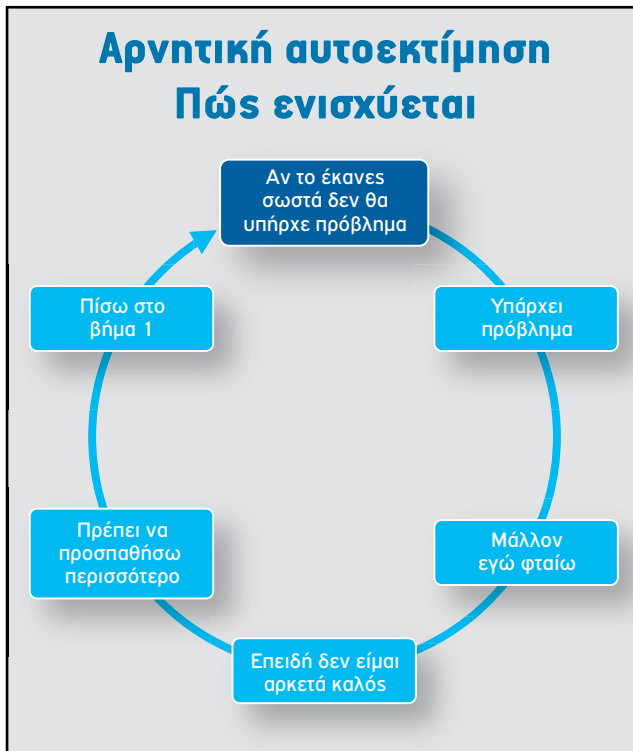 Αρνητική αυτοεκτίμηση
Πώς ενισχύεται
Αν το έκανες
σωστά δεν θα
υπήρχε πρόβλημα
Υπάρχει
πρόβλημα
Μάλλον
εγώ φταίω
Επειδή δεν είμαι
αρκετά καλός
Πρέπει να
προσπαθήσω
περισσότερο
Πίσω στο
βήμα 1